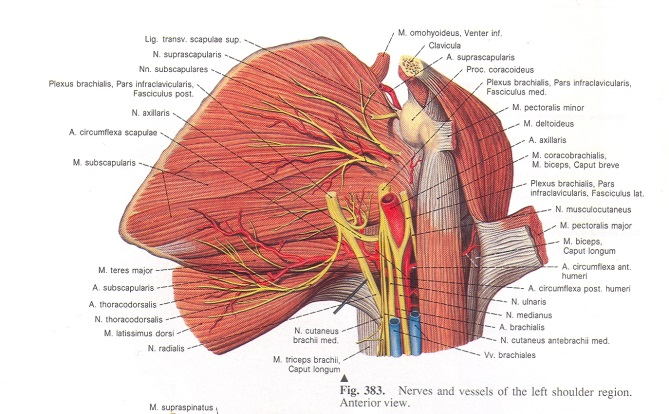 Lig. transv. scapulae sup.
N. suprascapularis
Nn. subscapulares
Plexus brachialis, Pars infraclavicularis,
Fasciculus post.
N. axillaris
A. circumflexa scapulae
M. subscapularis
M. teres major
A. subscapularis
A. thoracodorsalis
N. thoracodorsalis
M. latissimus dorsi
N. radialis
N. cutaneus
brachii med.
M. triceps brachii,
Caput longum
M. omohyoideus, Venter inf.
Clavicula
A. suprascapularis
Proc. coracoideus
Plexus brachialis, Pars infraclavicularis,
Fasciculus med.
M. pectoralis minor
M. deltoideus
A. axillaris
M. coracobrachialis,
M. biceps, Caput breve
Plexus brachialis, Pars
infraclavicularis, Fasciculus lat.
N. musculocutaneus
M. pectoralis major
M. biceps,
Caput longum
A. circumflexa ant.
humeri
A. circumflexa post. humeri
N. ulnaris
N. medianus
A. brachialis
N. cutaneus antebrachii med.
Vv. brachiales
Fig. 383. Nerves and vessels of the left shoulder region.
Anterior view.
M. supraspinatus